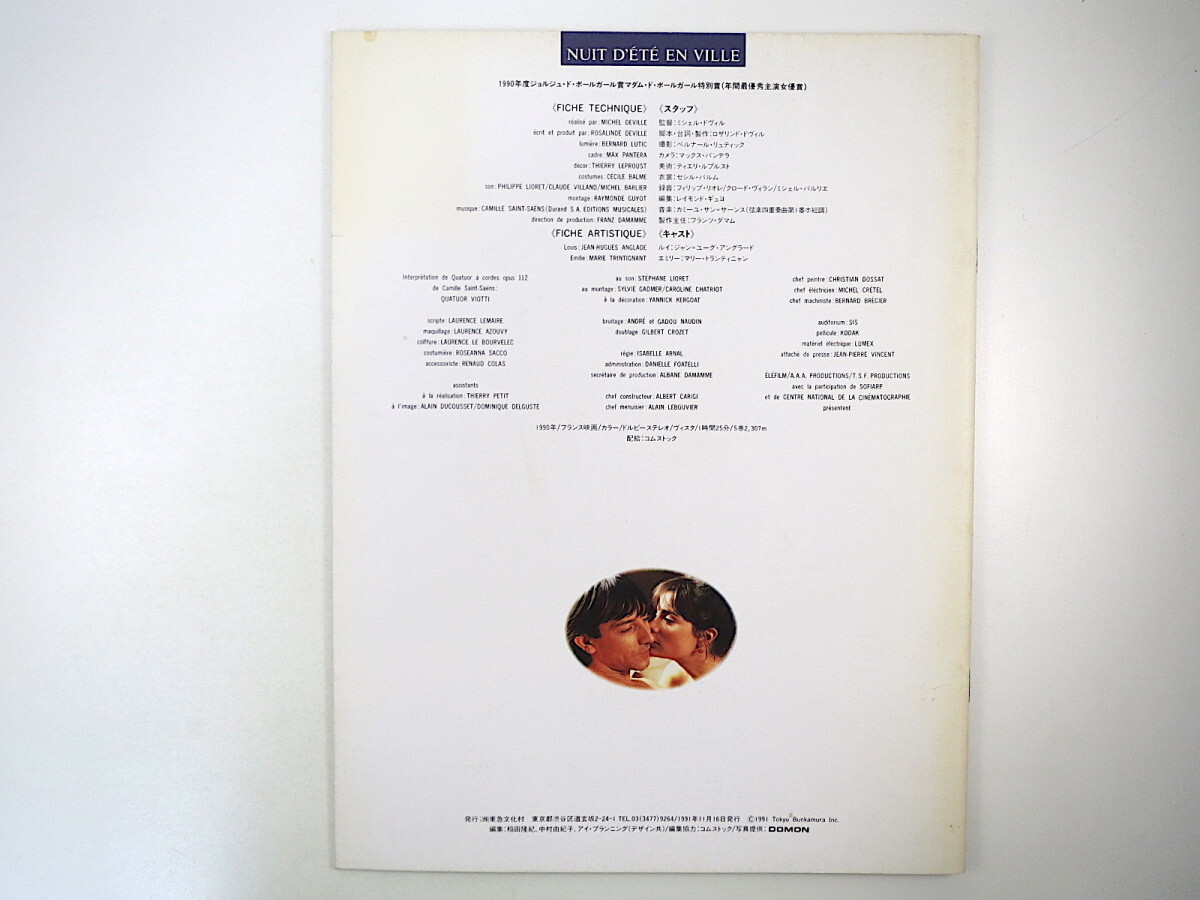 NUIT D'ÉTÉ EN VILLE
1990年度ジョルジュ・ド・ボールガール賞マダム・ド・ボールガール特別賞(年間最優秀主演女優賞)
《FICHE TECHNIQUE》 《スタッフ》
réalisé par: MICHEL DEVILLE 監督:ミシェル・ドヴィル
écrit et produit par: ROSALINDE DEVILLE 脚本・台詞・製作:ロザリンド・ドヴィル
lumière: BERNARD LUTIC 撮影:ベルナール・リュティック
cadre: MAX PANTERA カメラ:マックス・パンテラ
décor: THIERRY LEPROUST 美術:ティエリ・ルプルスト
costumes: CÉCILE BALME 衣裳:セシル・バルム
son: PHILIPPE LIORET/CLAUDE VILLAND/MICHEL BARLIER 録音:フィリップ・リオレ/クロード・ヴィラン/ミシェル・バルリエ
montage: RAYMONDE GUYOT 編集:レイモンド・ギュヨ
musique: CAMILLE SAINT-SAËNS (Durand S.A. EDITIONS MUSICALES) 音楽:カミーユ・サン=サーンス(弦楽四重奏曲第1番ホ短調)
direction de production: FRANZ DAMAMME 製作主任:フランツ・ダマム
《FICHE ARTISTIQUE》 《キャスト》
Louis: JEAN-HUGUES ANGLADE ルイ:ジャン=ユーグ・アングラード
Emilie: MARIE TRINTIGNANT エミリー:マリー・トランティニャン
Interprétation de Quatuor à cordes opus 112
de Camille Saint-Saëns:
QUATUOR VIOTTI
scripte: LAURENCE LEMAIRE
maquillage: LAURENCE AZOUVY
coiffure: LAURENCE LE BOURVELEC
costumière: ROSEANNA SACCO
accessoiriste: RENAUD COLAS
assistants
à la réalisation: THIERRY PETIT
à l'image: ALAIN DUCOUSSET/DOMINIQUE DELGUSTE
au son: STÉPHANE LIORET
au montage: SYLVIE GADMER/CAROLINE CHATRIOT
à la décoration: YANNICK KERGOAT
bruitage: ANDRÉ et GADOU NAUDIN
doublage: GILBERT CROZET
régie: ISABELLE ARNAL
administration: DANIELLE FOATELLI
secrétaire de production: ALBANE DAMAMME
chef constructeur: ALBERT CARIGI
chef menuisier: ALAIN LEBOUVIER
chef peintre: CHRISTIAN DOSSAT
chef électricien: MICHEL CRÉTEL
chef machiniste: BERNARD BRÉGIER
auditorium: SIS
pellicule: KODAK
matériel électrique: LUMEX
attaché de presse: JEAN-PIERRE VINCENT
ÉLÉFILM/A.A.A. PRODUCTIONS/T.S.F. PRODUCTIONS
avec la participation de SOFIARP
et de CENTRE NATIONAL DE LA CINÉMATOGRAPHIE
présentent
1990年/フランス映画/カラー/ドルビーステレオ/ヴィスタ/1時間25分/5巻2,307m
配給:コムストック
発行:㈱東急文化村 東京都渋谷区道玄坂2-24-1 TEL.03(3477)9264/1991年11月16日発行 ©1991 Tokyu Bunkamura Inc.
編集:稲田隆紀、中村由紀子、アイ・プランニング(デザイン共)/編集協力:コムストック/写真提供:DOMON